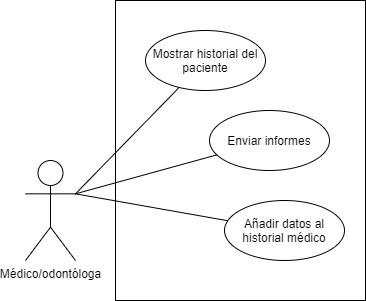 Mostrar historial del
paciente
Enviar informes
Añadir datos al
historial médico
Médico/odontóloga